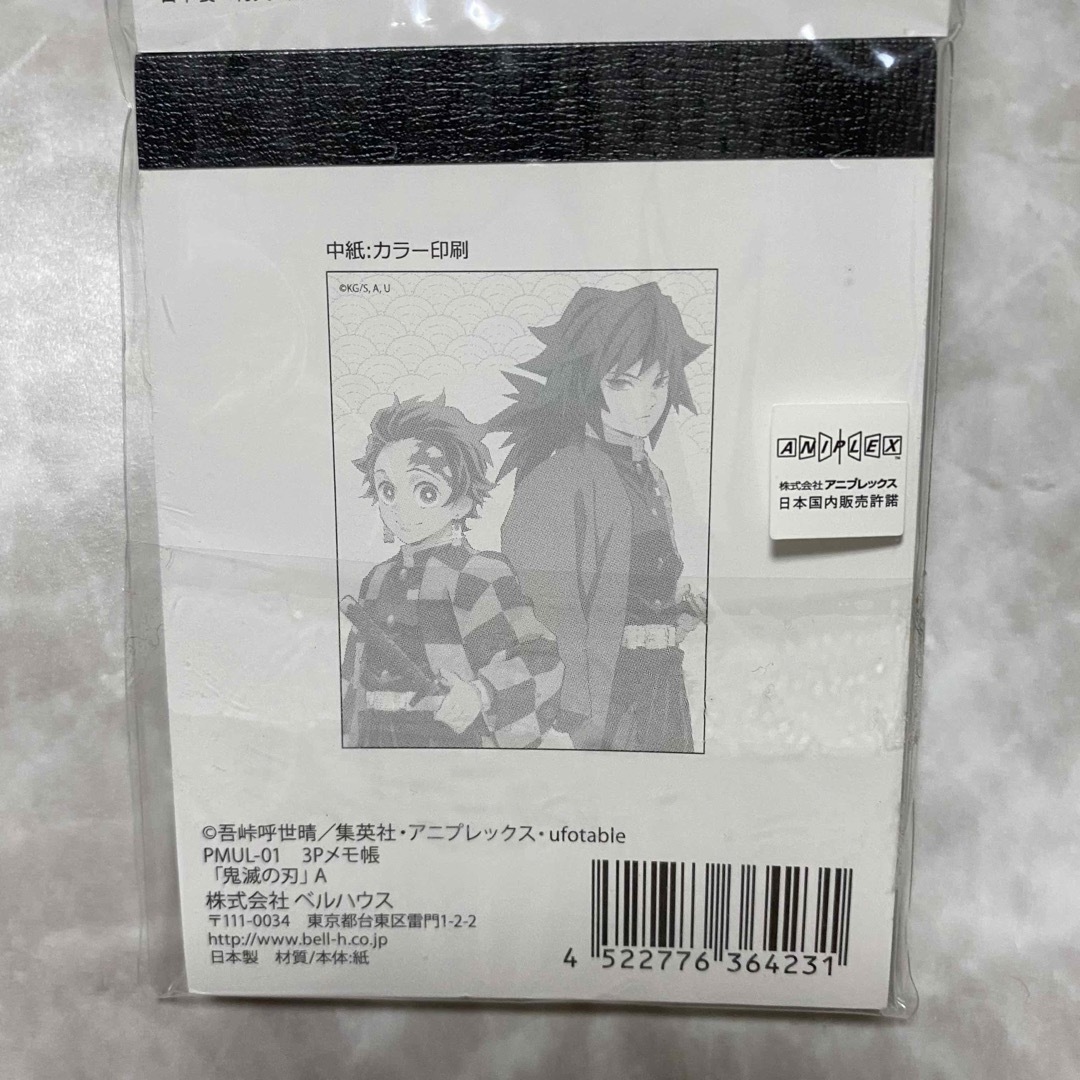 中紙:カラー印刷
©KG/S, A, U
ANIPLEX™
株式会社 アニプレックス
日本国内販売許諾
©吾峠呼世晴／集英社・アニプレックス・ufotable
PMUL-01　3Pメモ帳
「鬼滅の刃」A
株式会社 ベルハウス
〒111-0034　東京都台東区雷門1-2-2
http://www.bell-h.co.jp
日本製　材質/本体:紙
4 522776 364231